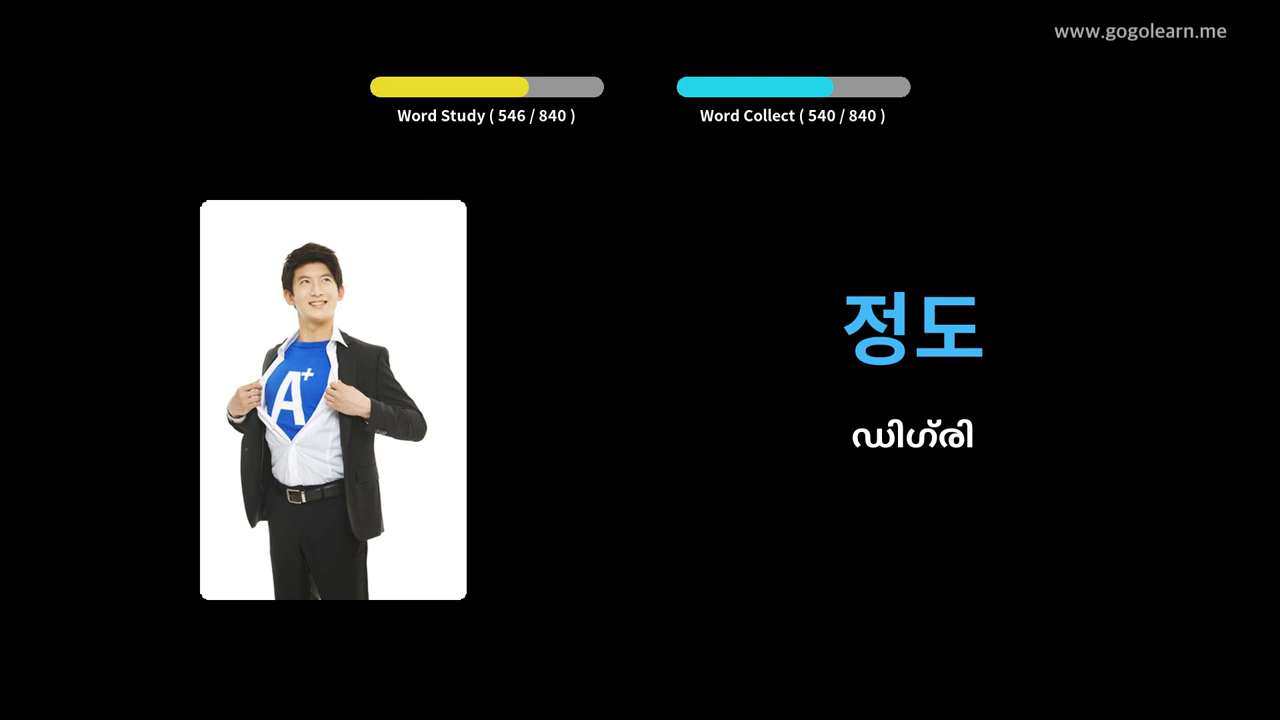 www.gogolearn.me
Word Study ( 546 / 840 )
Word Collect ( 540 / 840 )
A+
정도
ഡിഗ്രി